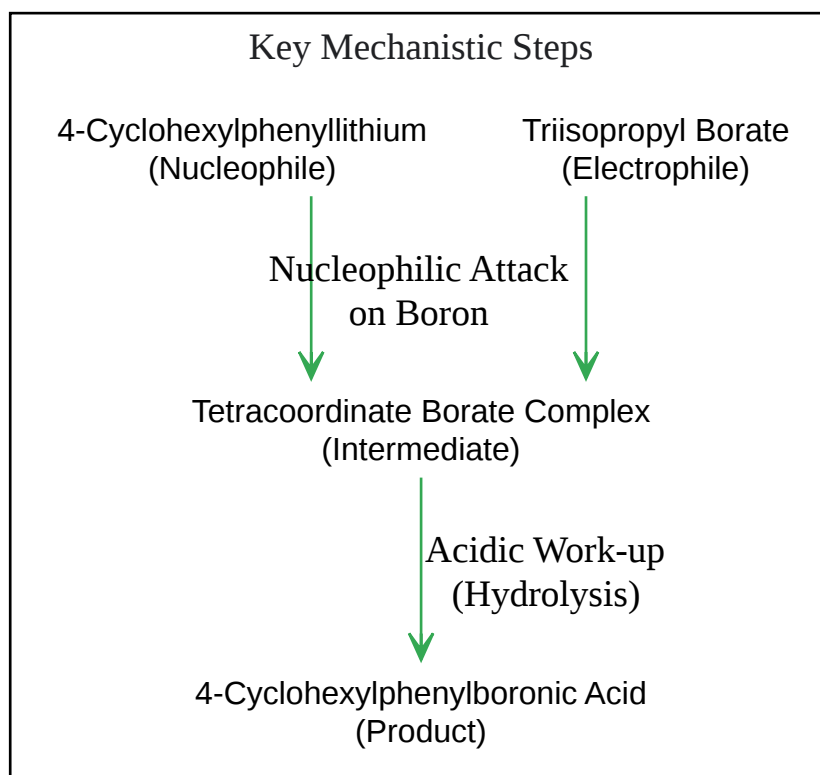 Key Mechanistic Steps
4-Cyclohexylphenyllithium
(Nucleophile)
Triisopropyl Borate
(Electrophile)
Nucleophilic Attack
on Boron
Tetracoordinate Borate Complex
(Intermediate)
Acidic Work-up
(Hydrolysis)
4-Cyclohexylphenylboronic Acid
(Product)